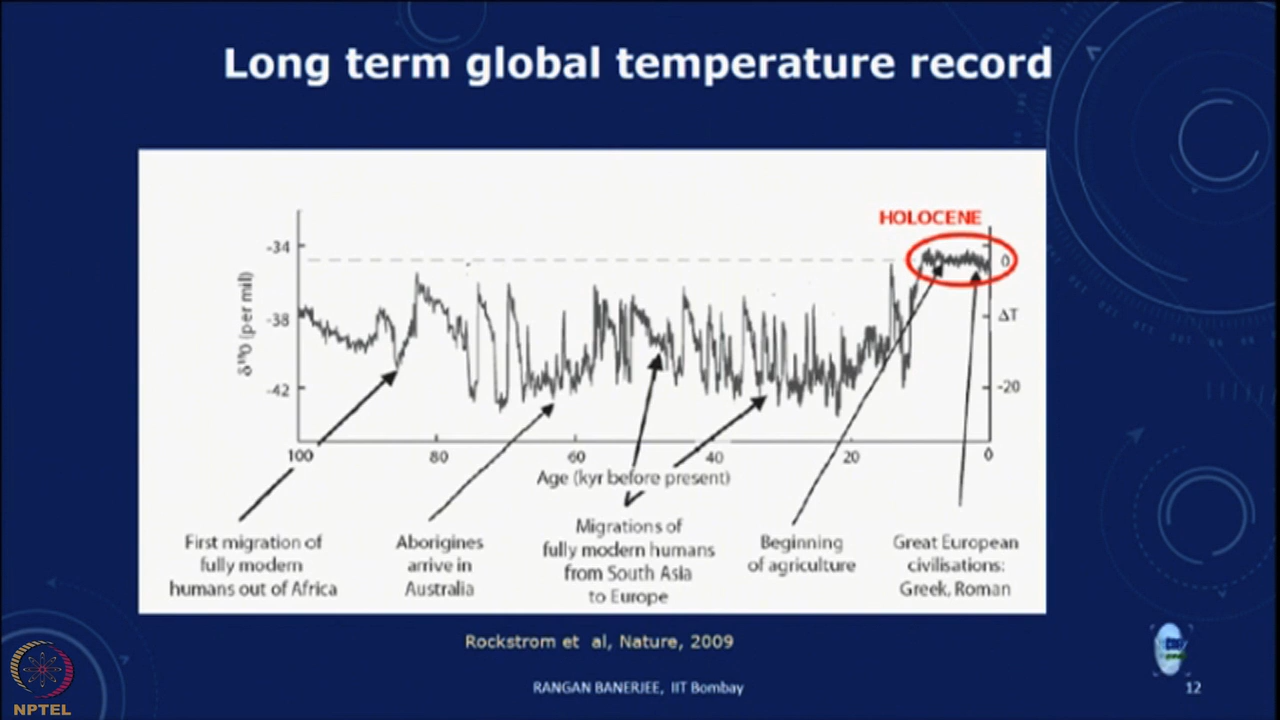 Long term global temperature record
HOLOCENE
-34
-38
-42
δ¹⁸O (per mil)
0
ΔT
-20
100
80
60
40
20
0
Age (kyr before present)
First migration of
fully modern
humans out of Africa
Aborigines
arrive in
Australia
Migrations of
fully modern humans
from South Asia
to Europe
Beginning
of agriculture
Great European
civilisations:
Greek, Roman
Rockstrom et al, Nature, 2009
RANGAN BANERJEE, IIT Bombay
12
NPTEL